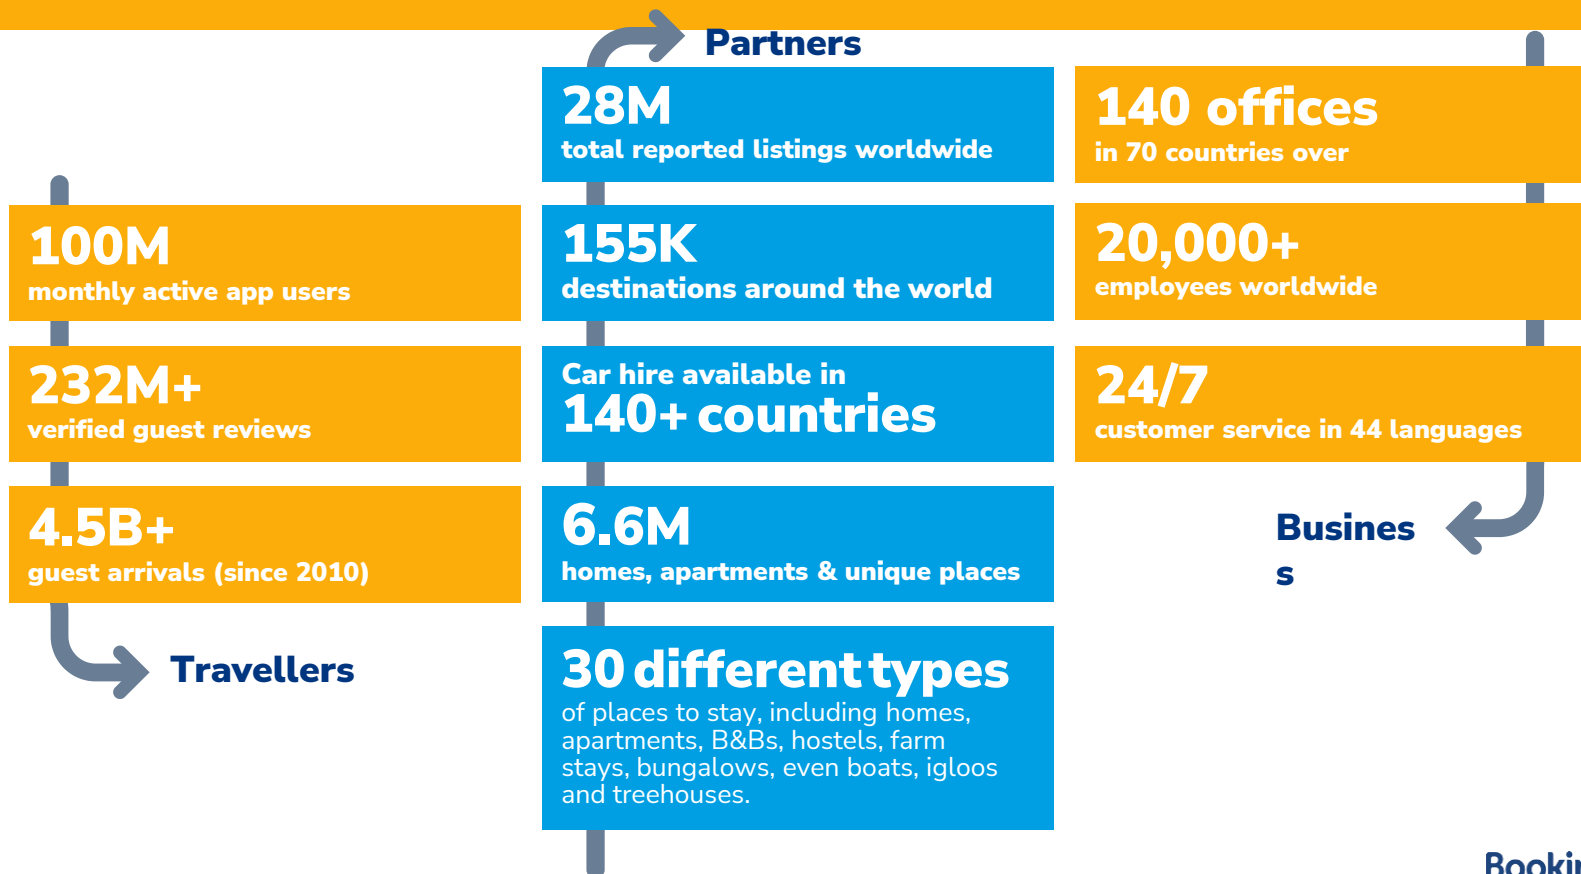 Partners
28M
total reported listings worldwide
155K
destinations around the world
Car hire available in
140+ countries
6.6M
homes, apartments & unique places
30 different types
of places to stay, including homes,
apartments, B&Bs, hostels, farm
stays, bungalows, even boats, igloos
and treehouses.
100M
monthly active app users
232M+
verified guest reviews
4.5B+
guest arrivals (since 2010)
Travellers
140 offices
in 70 countries over
20,000+
employees worldwide
24/7
customer service in 44 languages
Busines
s